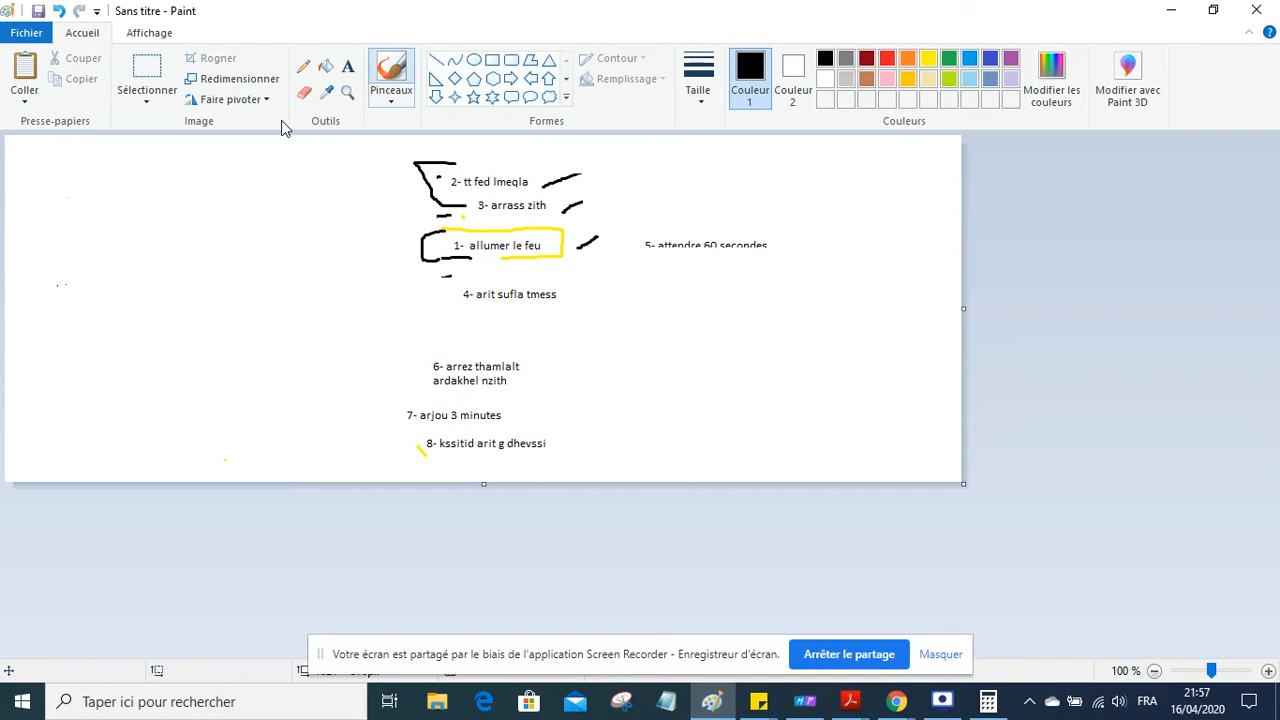 Sans titre - Paint
Fichier
Accueil
Affichage
Coller
Couper
Copier
Presse-papiers
Sélectionner
Rogner
Redimensionner
Faire pivoter
Image
A
Outils
Pinceaux
Contour
Remplissage
Formes
Taille
Couleur 1
Couleur 2
Modifier les couleurs
Couleurs
Modifier avec Paint 3D
2- tt fed lmeqla
3- arrass zith
1- allumer le feu
5- attendre 60 secondes
4- arit sufla tmess
6- arrez thamlalt
ardakhel nzith
7- arjou 3 minutes
8- kssitid arit g dhevssi
Votre écran est partagé par le biais de l'application Screen Recorder - Enregistreur d'écran.
Arrêter le partage
Masquer
100 %
Taper ici pour rechercher
FRA
21:57
16/04/2020